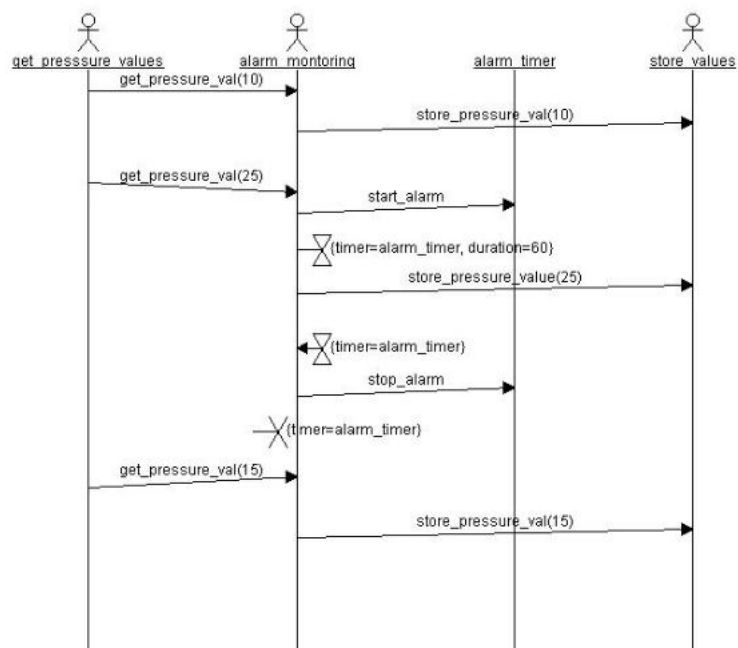 get_presssure_values
alarm_montoring
alarm_timer
store_values
get_pressure_val(10)
store_pressure_val(10)
get_pressure_val(25)
start_alarm
{timer=alarm_timer, duration=60}
store_pressure_value(25)
{timer=alarm_timer}
stop_alarm
{timer=alarm_timer}
get_pressure_val(15)
store_pressure_val(15)